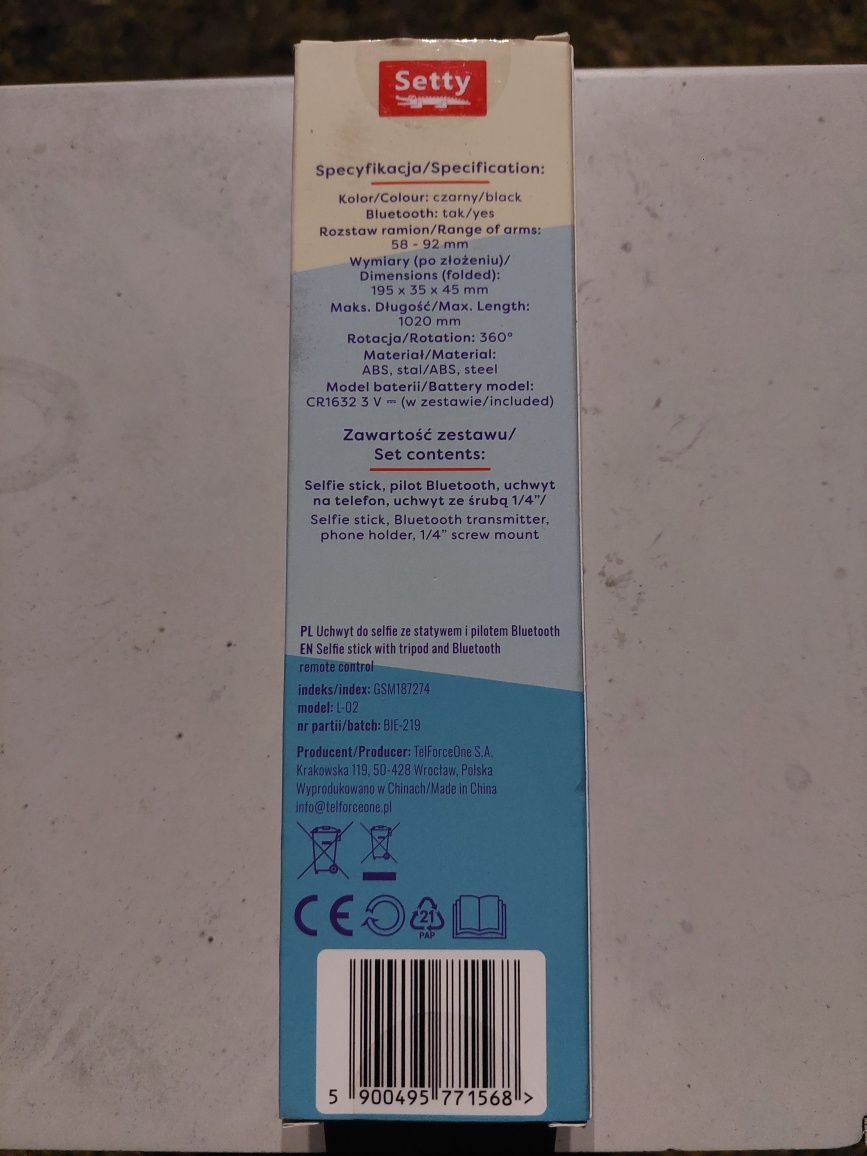 Setty
Specyfikacja/Specification:
Kolor/Colour: czarny/black
Bluetooth: tak/yes
Rozstaw ramion/Range of arms:
58 - 92 mm
Wymiary (po złożeniu)/
Dimensions (folded):
195 x 35 x 45 mm
Maks. Długość/Max. Length:
1020 mm
Rotacja/Rotation: 360°
Materiał/Material:
ABS, stal/ABS, steel
Model baterii/Battery model:
CR1632 3 V ⎓ (w zestawie/included)
Zawartość zestawu/
Set contents:
Selfie stick, pilot Bluetooth, uchwyt
na telefon, uchwyt ze śrubą 1/4”/
Selfie stick, Bluetooth transmitter,
phone holder, 1/4” screw mount
PL Uchwyt do selfie ze statywem i pilotem Bluetooth
EN Selfie stick with tripod and Bluetooth
remote control
indeks/index: GSM187274
model: L-02
nr partii/batch: BIE-219
Producent/Producer: TelForceOne S.A.
Krakowska 119, 50-428 Wrocław, Polska
Wyprodukowano w Chinach/Made in China
info@telforceone.pl
CE
21
PAP
5 900495 771568 >